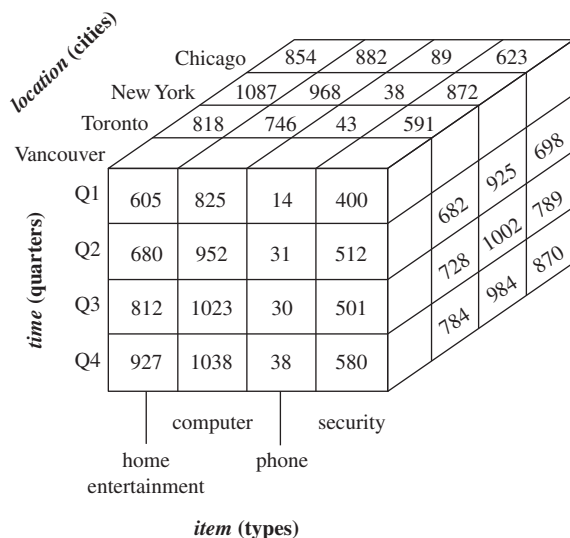 location (cities)
Chicago 854 882 89 623
New York 1087 968 38 872
Toronto 818 746 43 591
Vancouver
time (quarters)
Q1 605 825 14 400
Q2 680 952 31 512
Q3 812 1023 30 501
Q4 927 1038 38 580
682 925 698
728 1002 789
784 984 870
computer security
home phone
entertainment
item (types)